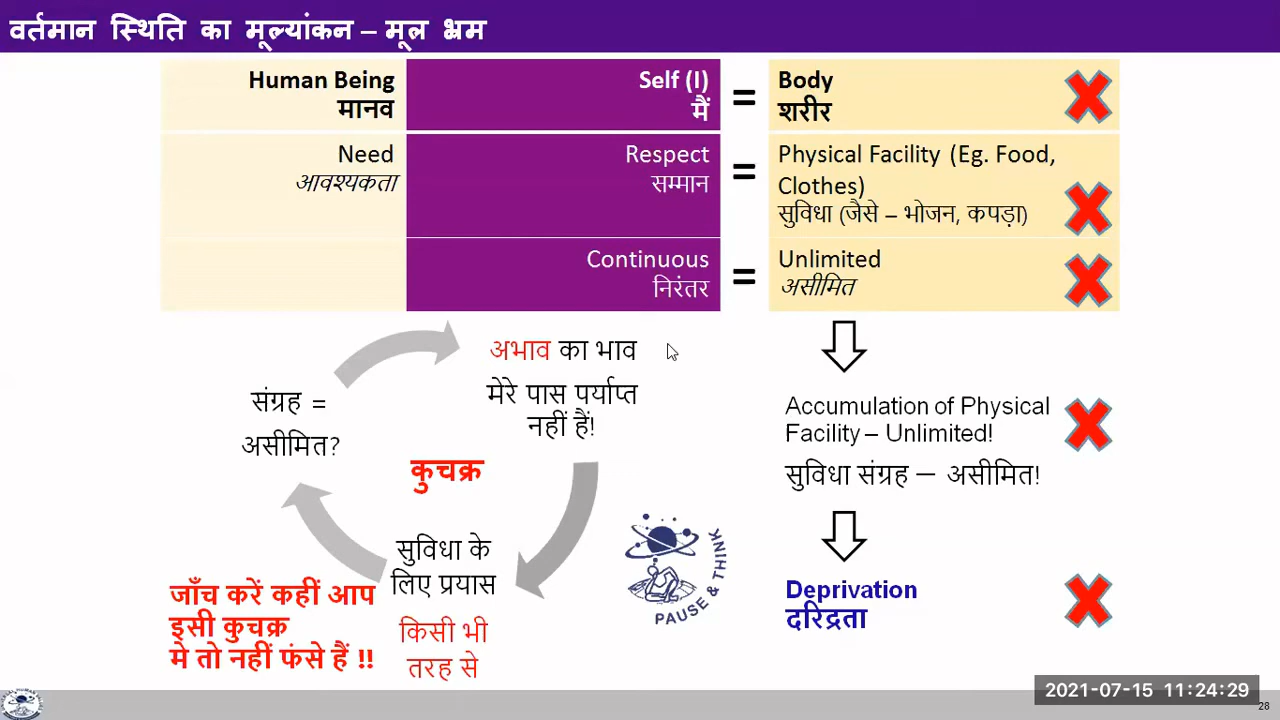 वर्तमान स्थिति का मूल्यांकन – मूल भ्रम
Human Being
मानव
Self (I)
मैं
=
Body
शरीर
Need
आवश्यकता
Respect
सम्मान
=
Physical Facility (Eg. Food,
Clothes)
सुविधा (जैसे – भोजन, कपड़ा)
Continuous
निरंतर
=
Unlimited
असीमित
अभाव का भाव
मेरे पास पर्याप्त
नहीं हैं!
संग्रह =
असीमित?
कुचक्र
सुविधा के
लिए प्रयास
किसी भी
तरह से
जाँच करें कहीं आप
इसी कुचक्र
मे तो नहीं फंसे हैं !!
PAUSE & THINK
Accumulation of Physical
Facility – Unlimited!
सुविधा संग्रह – असीमित!
Deprivation
दरिद्रता
2021-07-15 11:24:29
28